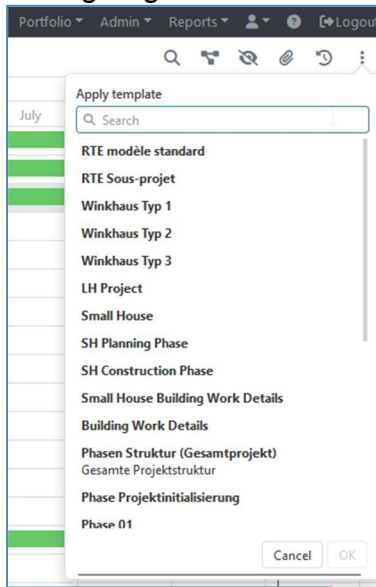 Portfolio Admin Reports Logout
Apply template
July
Search
RTE modèle standard
RTE Sous-projet
Winkhaus Typ 1
Winkhaus Typ 2
Winkhaus Typ 3
LH Project
Small House
SH Planning Phase
SH Construction Phase
Small House Building Work Details
Building Work Details
Phasen Struktur (Gesamtprojekt)
Gesamte Projektstruktur
Phase Projektinitialisierung
Phase 01
Cancel OK